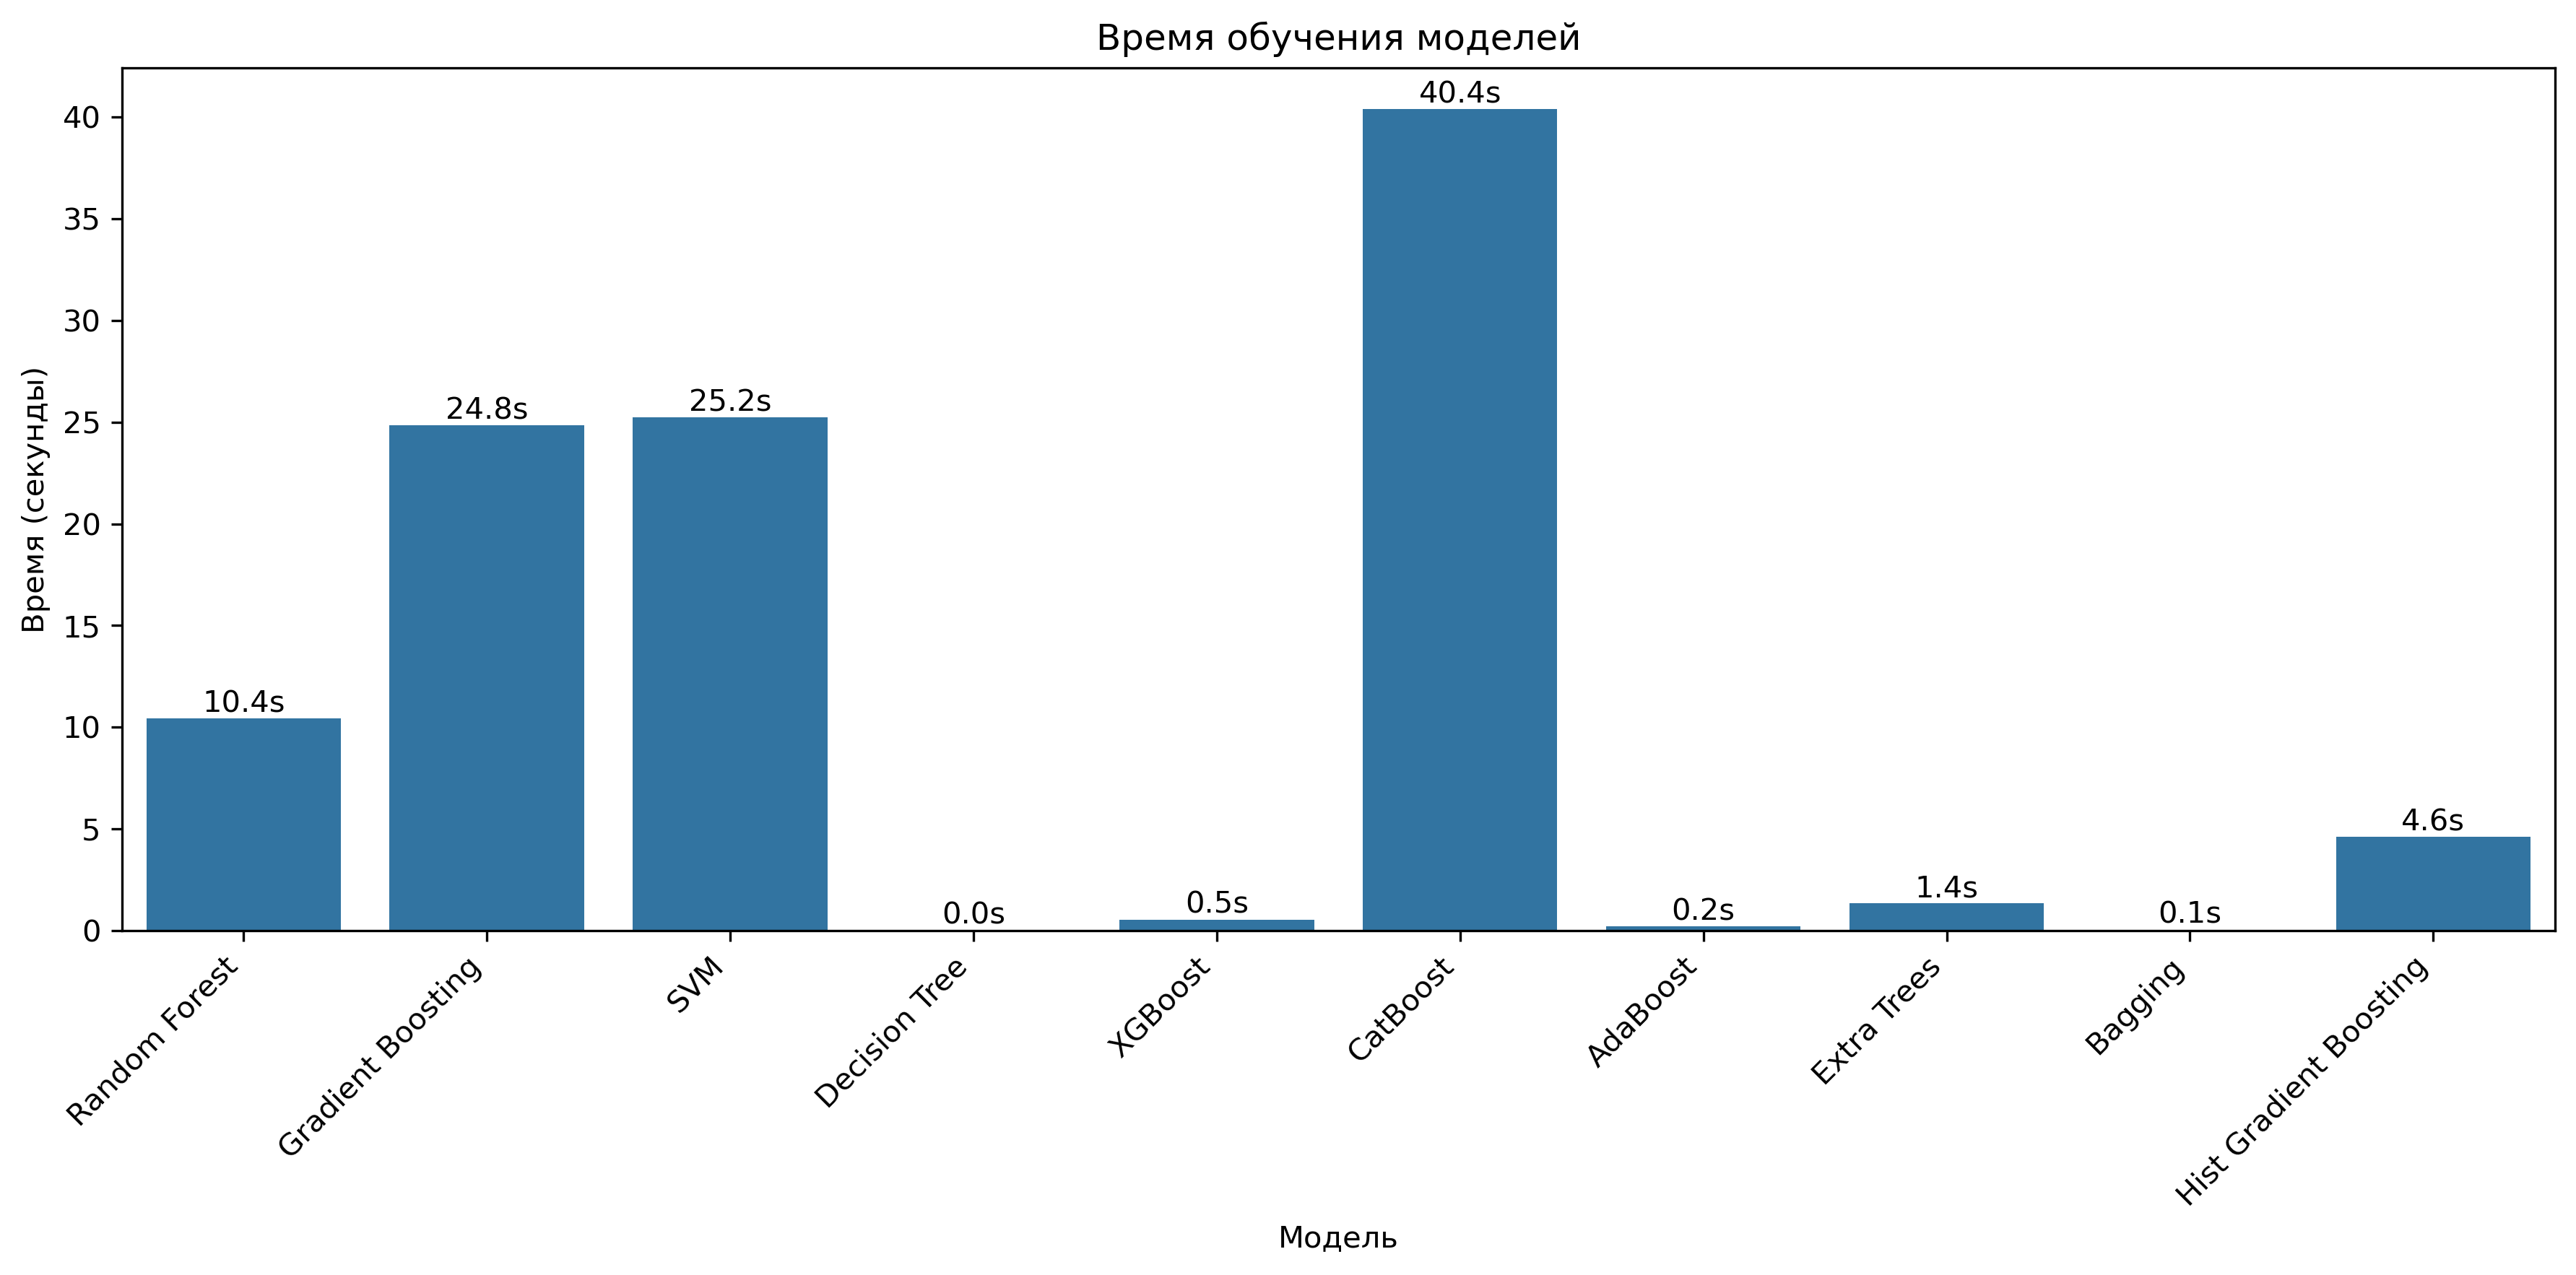 Время обучения моделей
Время (секунды)
40
35
30
25
20
15
10
5
0
10.4s
24.8s
25.2s
0.0s
0.5s
40.4s
0.2s
1.4s
0.1s
4.6s
Random Forest
Gradient Boosting
SVM
Decision Tree
XGBoost
CatBoost
AdaBoost
Extra Trees
Bagging
Hist Gradient Boosting
Модель